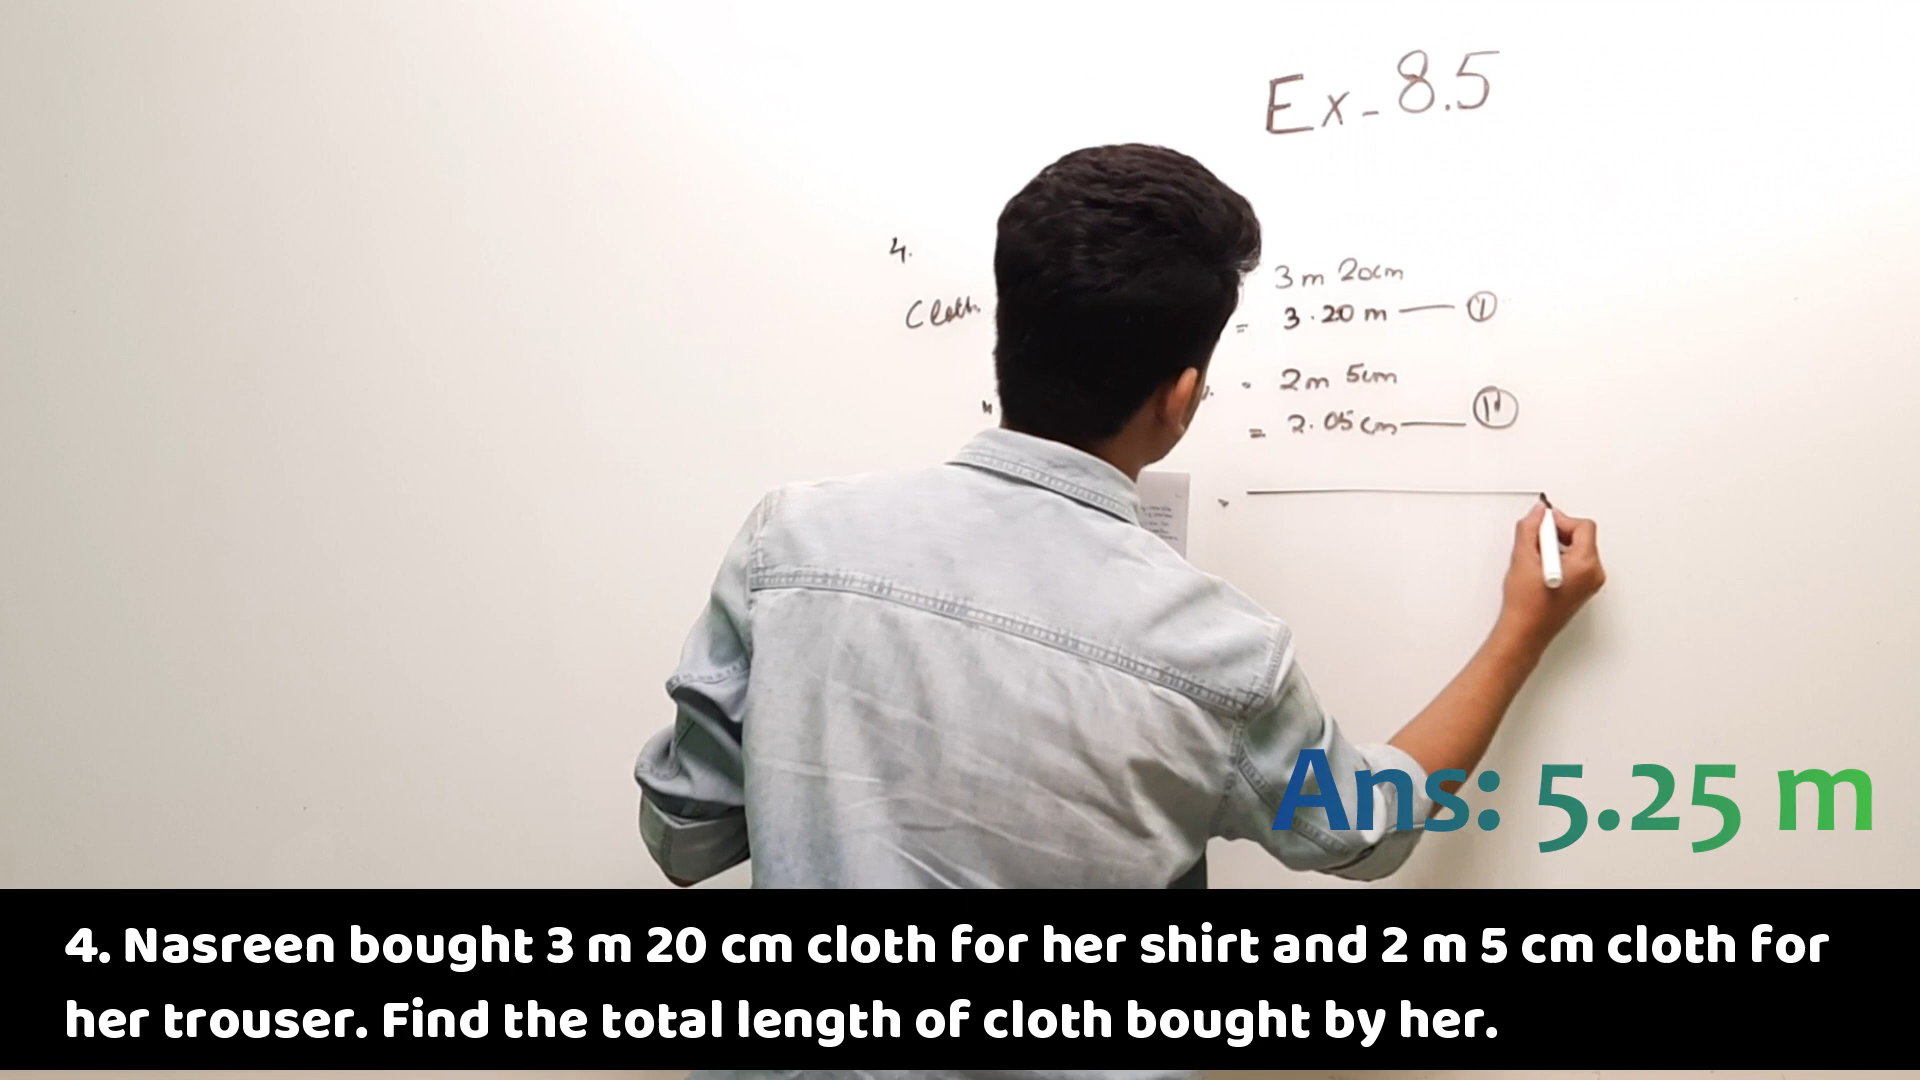 Ex - 8.5
4.
3 m 20cm
Cloth
= 3.20 m — I
2m 5cm
= 2.05 cm — II
Ans: 5.25 m
4. Nasreen bought 3 m 20 cm cloth for her shirt and 2 m 5 cm cloth for
her trouser. Find the total length of cloth bought by her.